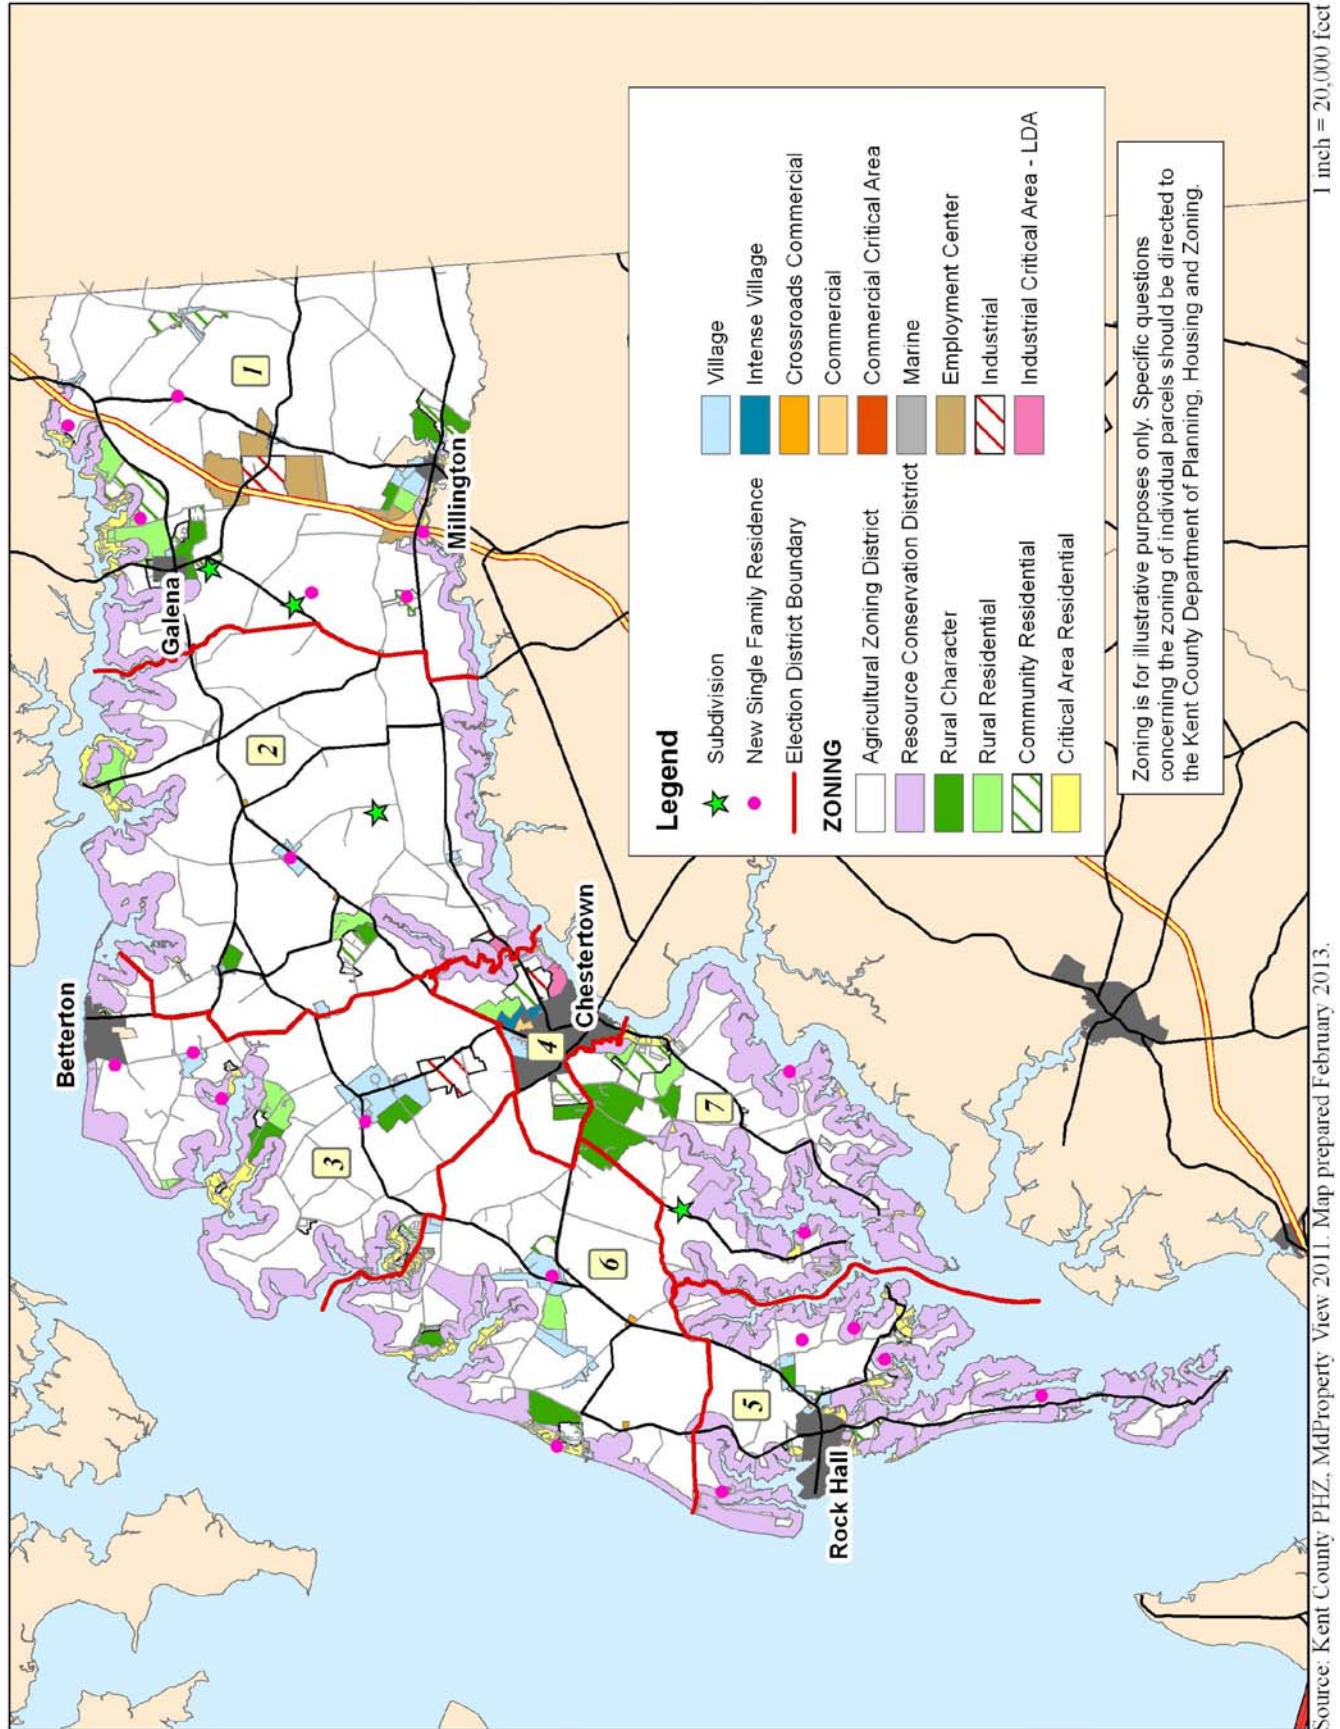 Betterton
Galena
1
2
3
Millington
Chestertown
4
7
6
5
Rock Hall
Legend
Subdivision
New Single Family Residence
Election District Boundary
ZONING
Agricultural Zoning District
Resource Conservation District
Rural Character
Rural Residential
Community Residential
Critical Area Residential
Village
Intense Village
Crossroads Commercial
Commercial
Commercial Critical Area
Marine
Employment Center
Industrial
Industrial Critical Area - LDA
Zoning is for illustrative purposes only. Specific questions
concerning the zoning of individual parcels should be directed to
the Kent County Department of Planning, Housing and Zoning.
Source: Kent County PHZ, MdProperty View 2011. Map prepared February 2013.
1 inch = 20,000 feet